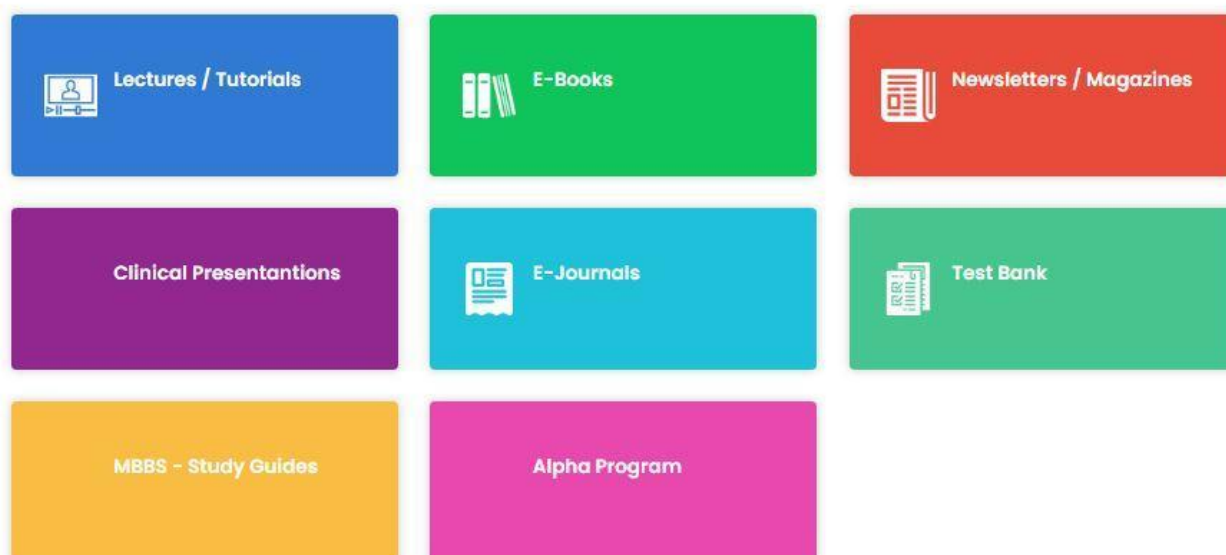 Lectures / Tutorials
E-Books
Newsletters / Magazines
Clinical Presentantions
E-Journals
Test Bank
MBBS - Study Guides
Alpha Program